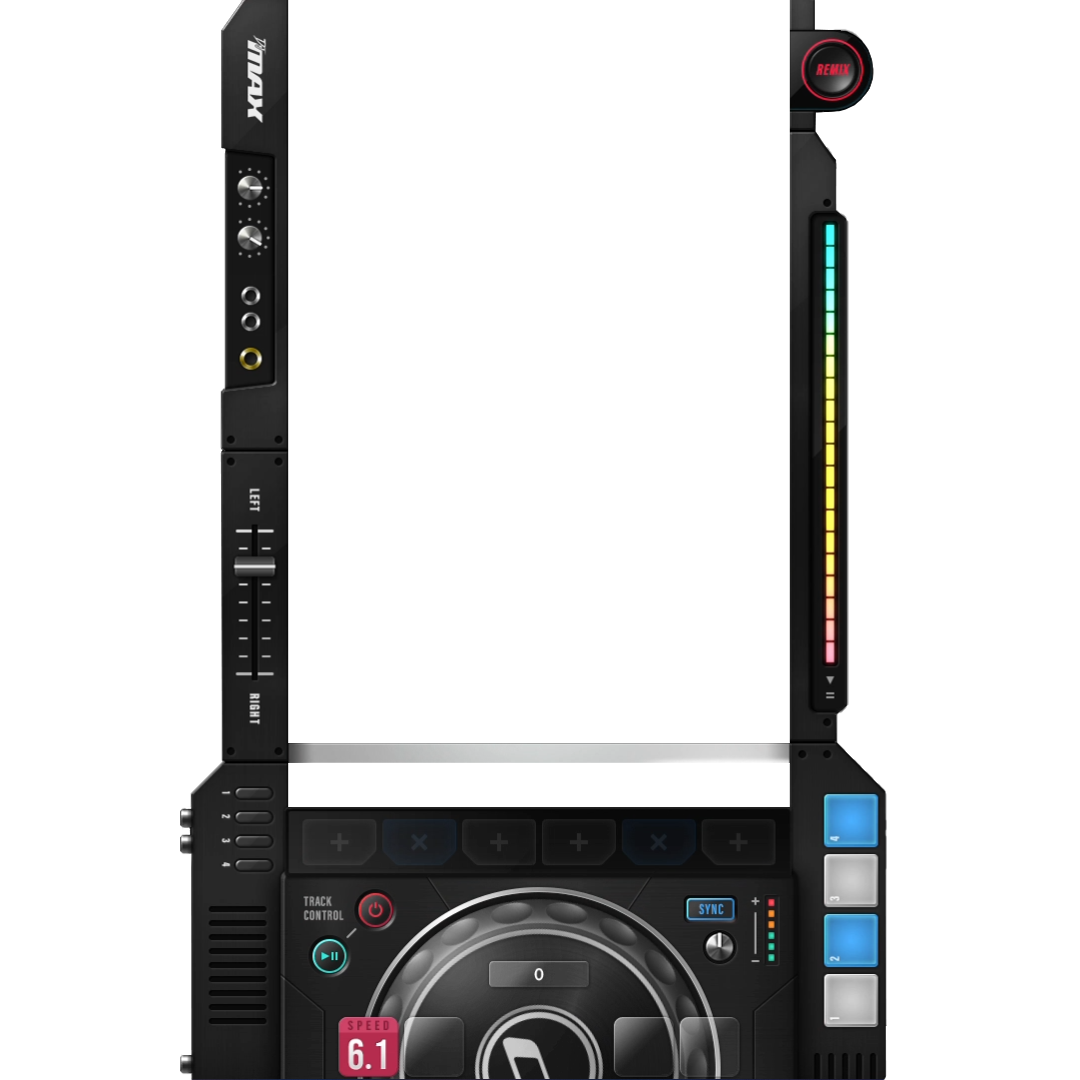 MAX
REMIX
LEFT
RIGHT
1
2
3
4
TRACK
CONTROL
SYNC
+
−
0
SPEED
6.1
4
3
2
1